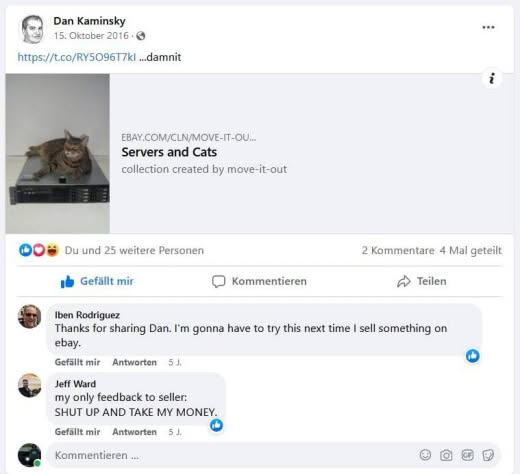 Dan Kaminsky
15. Oktober 2016 ·
https://t.co/RY5O96T7kI ...damnit
EBAY.COM/CLN/MOVE-IT-OU...
Servers and Cats
collection created by move-it-out
Du und 25 weitere Personen 2 Kommentare 4 Mal geteilt
Gefällt mir Kommentieren Teilen
Iben Rodriguez
Thanks for sharing Dan. I'm gonna have to try this next time I sell something on
ebay.
Gefällt mir Antworten 5 J.
Jeff Ward
my only feedback to seller:
SHUT UP AND TAKE MY MONEY.
Gefällt mir Antworten 5 J.
Kommentieren ... GIF